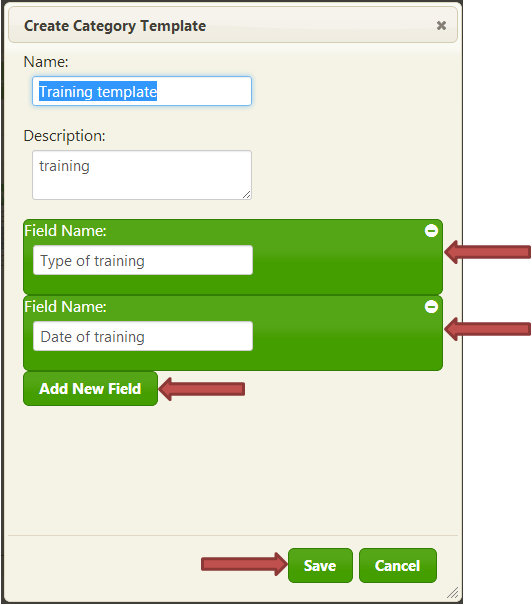 Create Category Template
Name:
Training template
Description:
training
Field Name:
Type of training
Field Name:
Date of training
Add New Field
Save Cancel